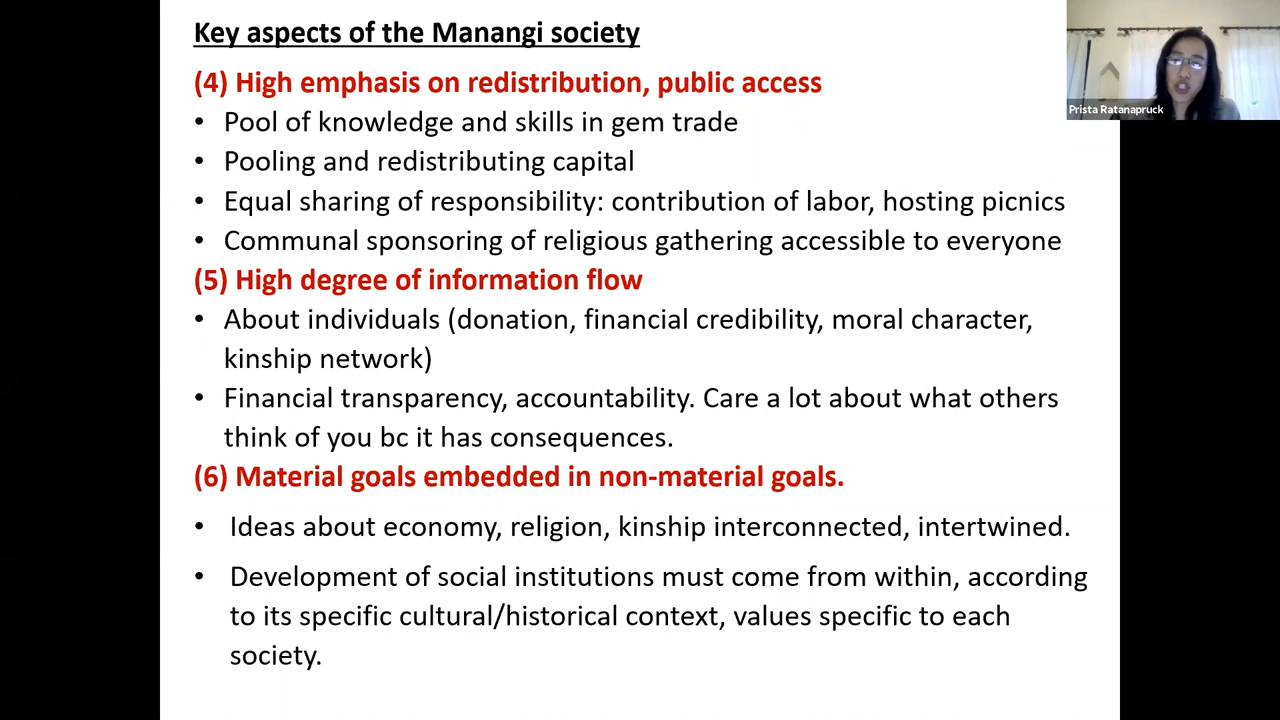 Key aspects of the Manangi society
(4) High emphasis on redistribution, public access
• Pool of knowledge and skills in gem trade
• Pooling and redistributing capital
• Equal sharing of responsibility: contribution of labor, hosting picnics
• Communal sponsoring of religious gathering accessible to everyone
(5) High degree of information flow
• About individuals (donation, financial credibility, moral character,
kinship network)
• Financial transparency, accountability. Care a lot about what others
think of you bc it has consequences.
(6) Material goals embedded in non-material goals.
• Ideas about economy, religion, kinship interconnected, intertwined.
• Development of social institutions must come from within, according
to its specific cultural/historical context, values specific to each
society.
Prista Ratanapruck